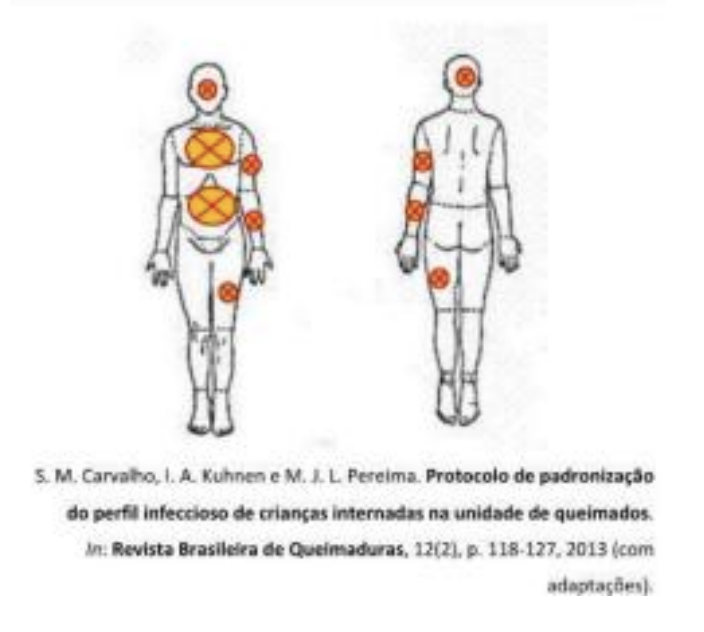 S. M. Carvalho, I. A. Kuhnen e M. J. L. Pereima. Protocolo de padronização
do perfil infeccioso de crianças internadas na unidade de queimados.
In: Revista Brasileira de Queimaduras, 12(2), p. 118-127, 2013 (com
adaptações).